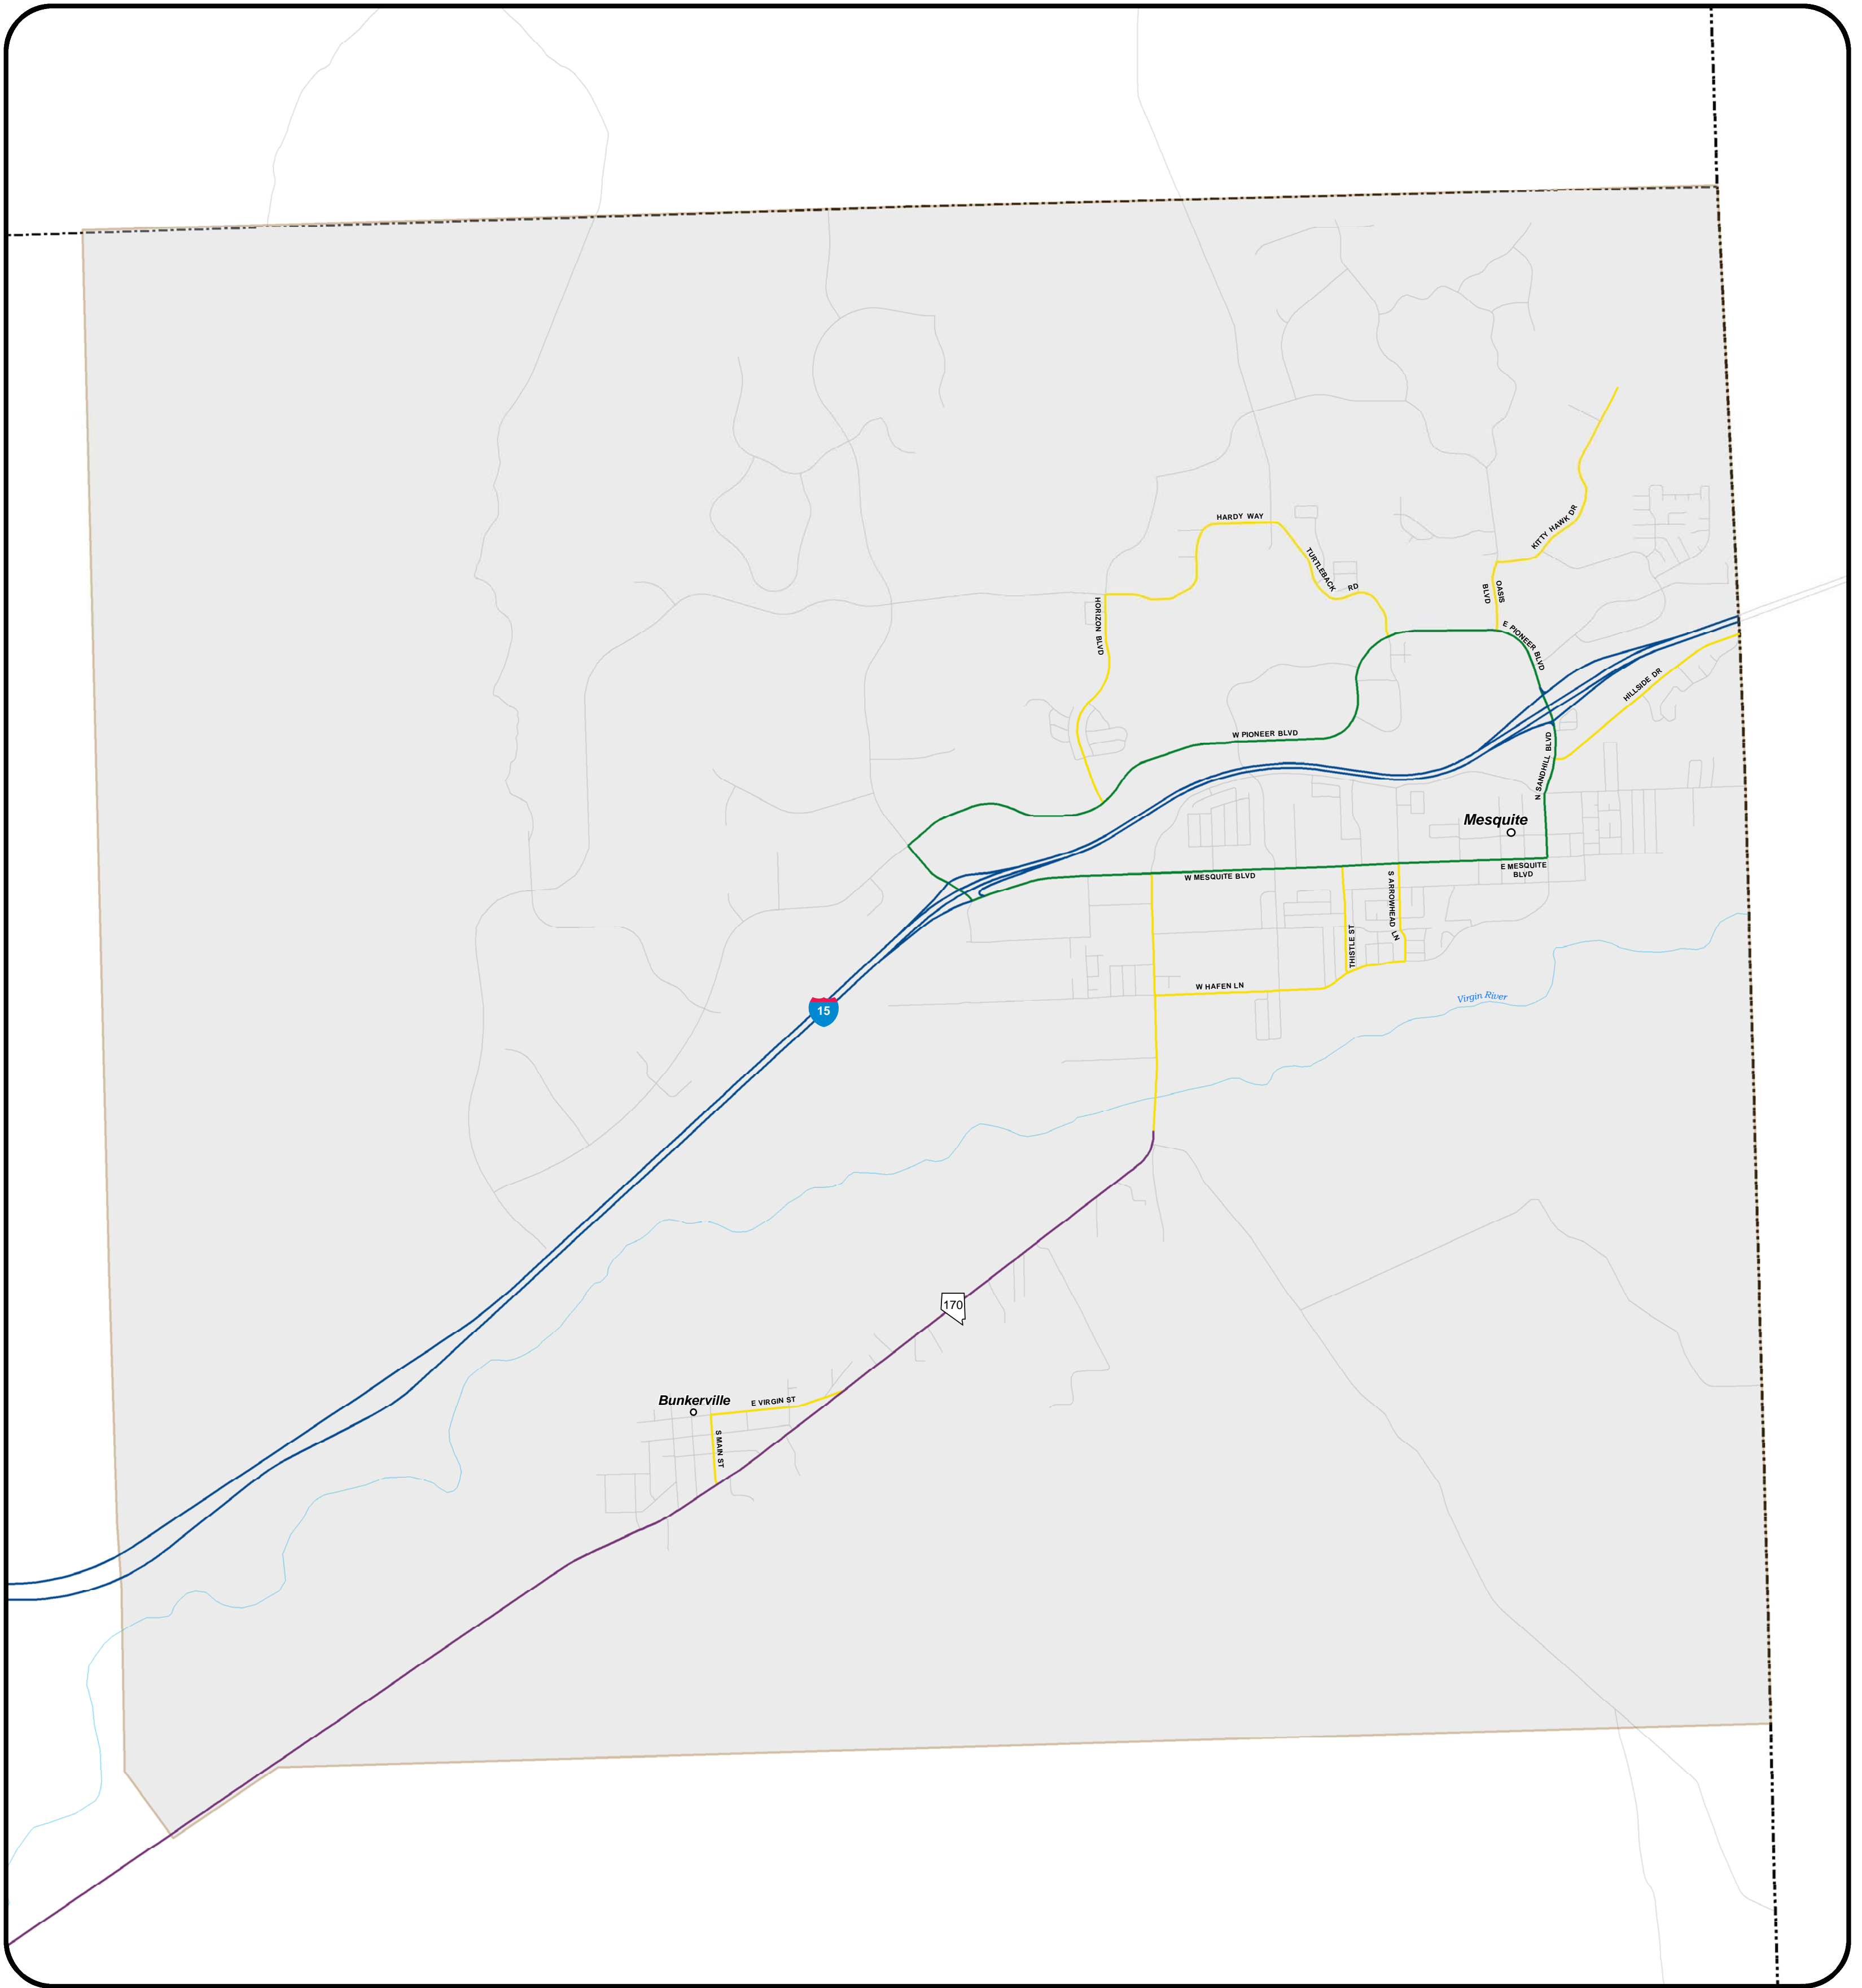 HARDY WAY
KITTY HAWK DR
TURTLEBACK RD
OASIS
BLVD
HORIZON BLVD
E PIONEER BLVD
HILLSIDE DR
W PIONEER BLVD
N SANDHILL BLVD
Mesquite
E MESQUITE
BLVD
W MESQUITE BLVD
S ARROWHEAD LN
THISTLE ST
W HAFEN LN
Virgin River
15
170
Bunkerville
E VIRGIN ST
S MAIN ST